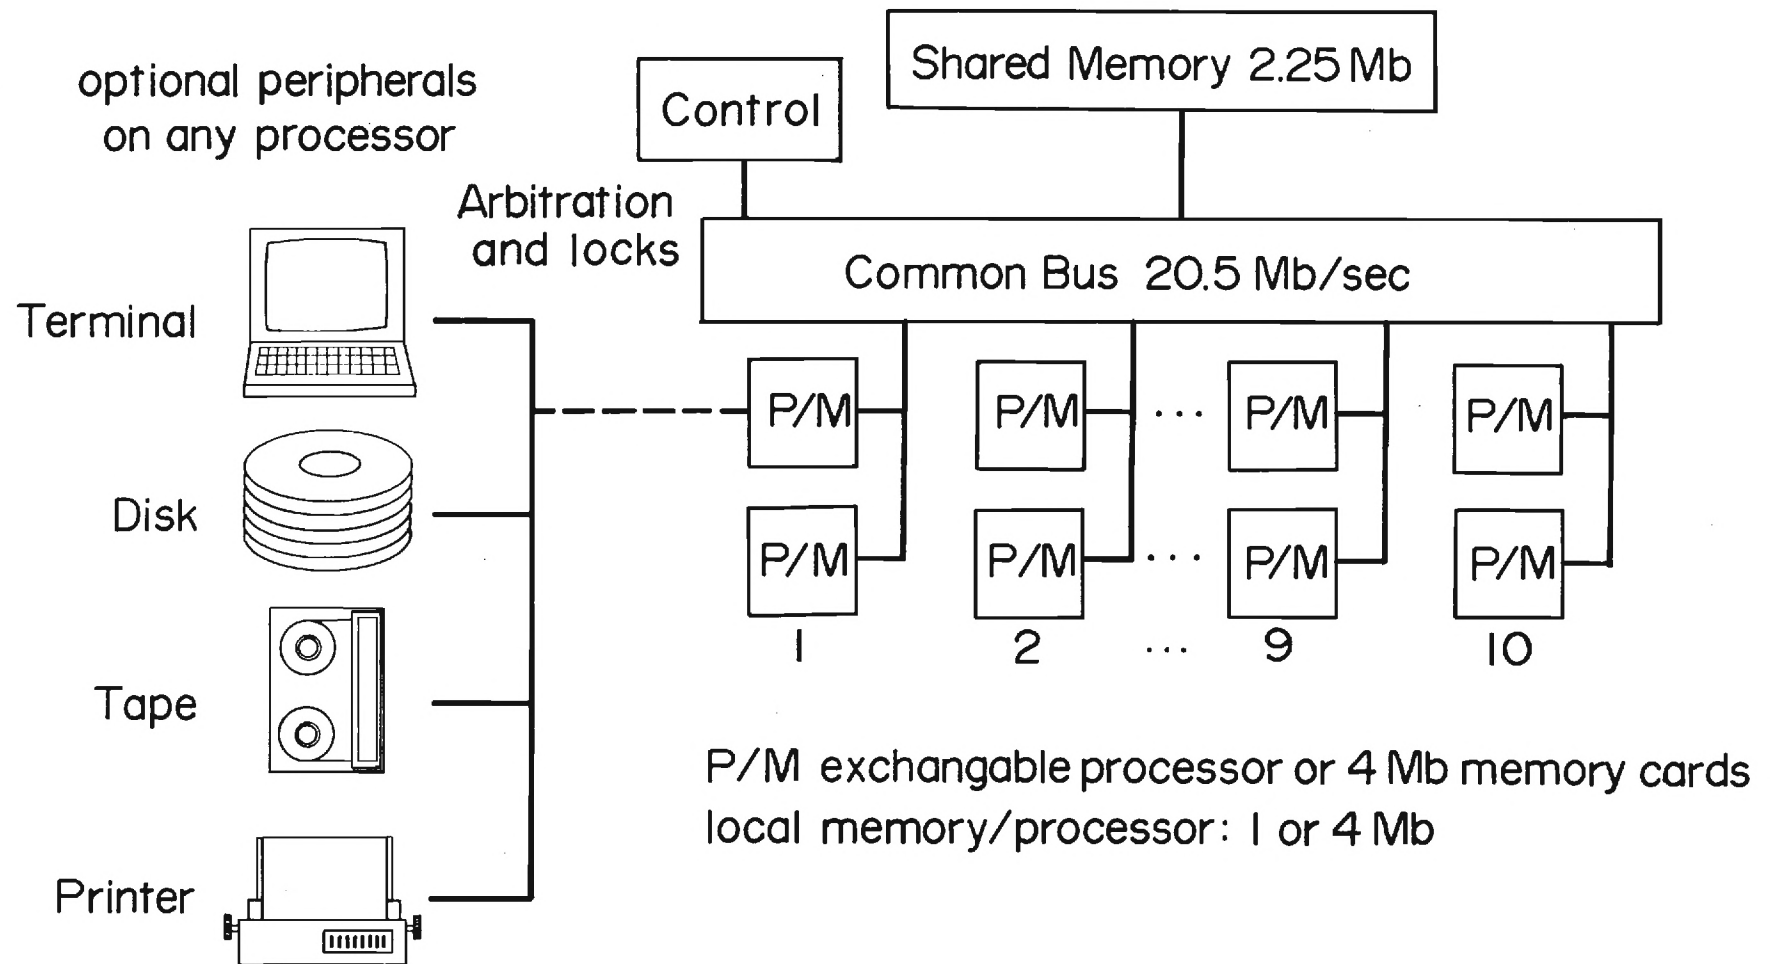 optional peripherals
on any processor
Control
Shared Memory 2.25 Mb
Arbitration
and locks
Common Bus 20.5 Mb/sec
Terminal
Disk
Tape
Printer
P/M P/M ... P/M P/M
P/M P/M ... P/M P/M
1 2 ... 9 10
P/M exchangable processor or 4 Mb memory cards
local memory/processor: 1 or 4 Mb